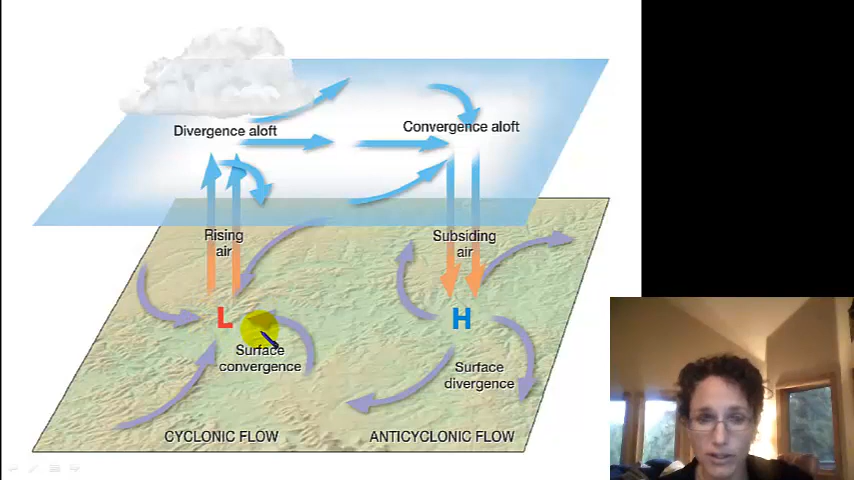 Divergence aloft
Convergence aloft
Rising
air
Subsiding
air
L
H
Surface
convergence
Surface
divergence
CYCLONIC FLOW
ANTICYCLONIC FLOW